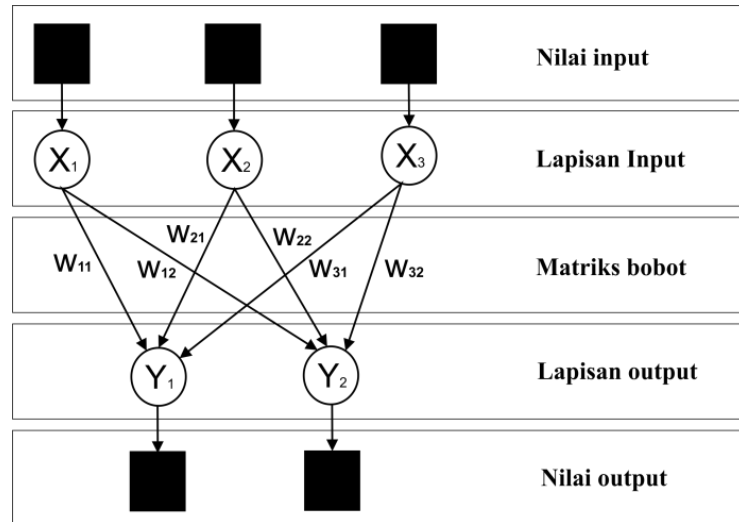 Nilai input
X₁ X₂ X₃ Lapisan Input
W₂₁ W₂₂
W₁₁ W₁₂ W₃₁ W₃₂ Matriks bobot
Y₁ Y₂ Lapisan output
Nilai output